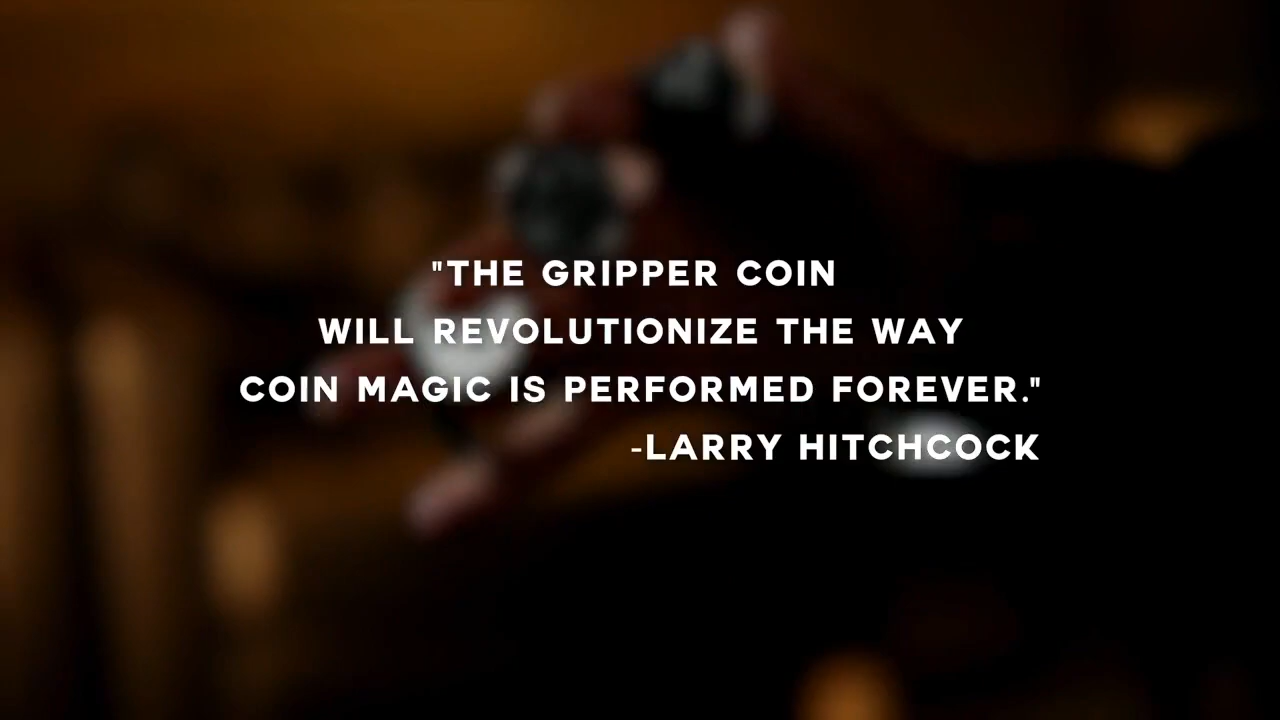 "THE GRIPPER COIN
WILL REVOLUTIONIZE THE WAY
COIN MAGIC IS PERFORMED FOREVER."
-LARRY HITCHCOCK